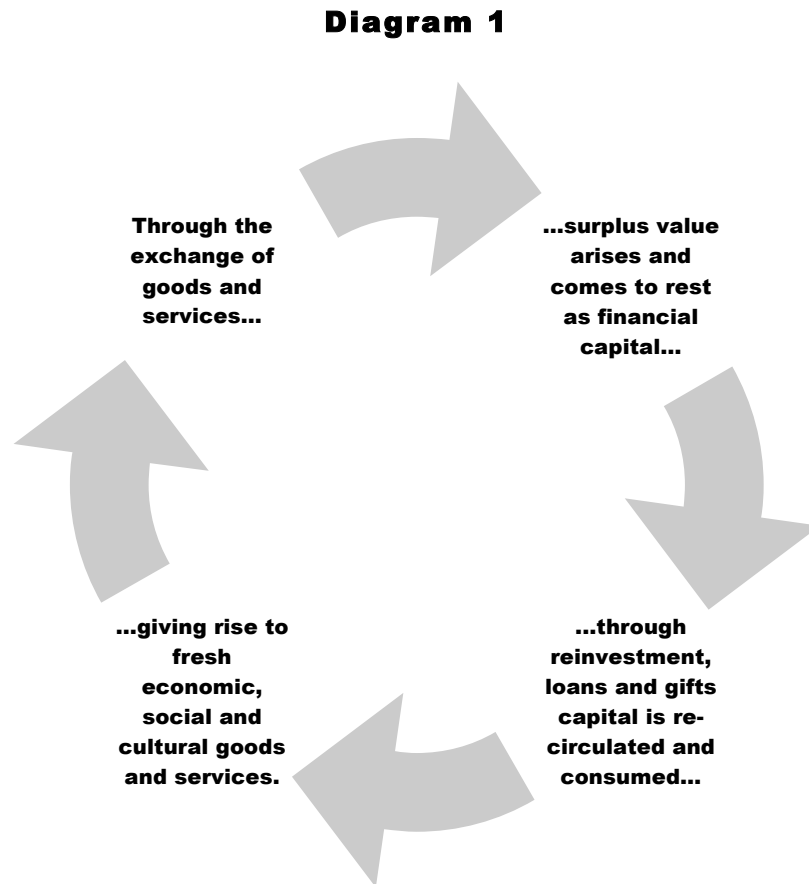 Diagram 1
Through the
exchange of
goods and
services...
...surplus value
arises and
comes to rest
as financial
capital...
...through
reinvestment,
loans and gifts
capital is re-
circulated and
consumed...
...giving rise to
fresh
economic,
social and
cultural goods
and services.